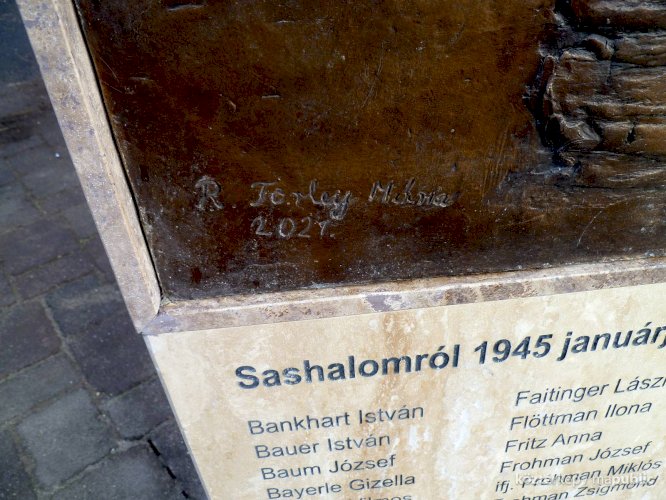 R. Törley Mária
2021.
Sashalomról 1945 január
Bankhart István
Bauer István
Baum József
Bayerle Gizella
Faitinger
Flöttman Ilona
Fritz Anna
Frohman József
ifj. Frohman Miklós
Zsigmond